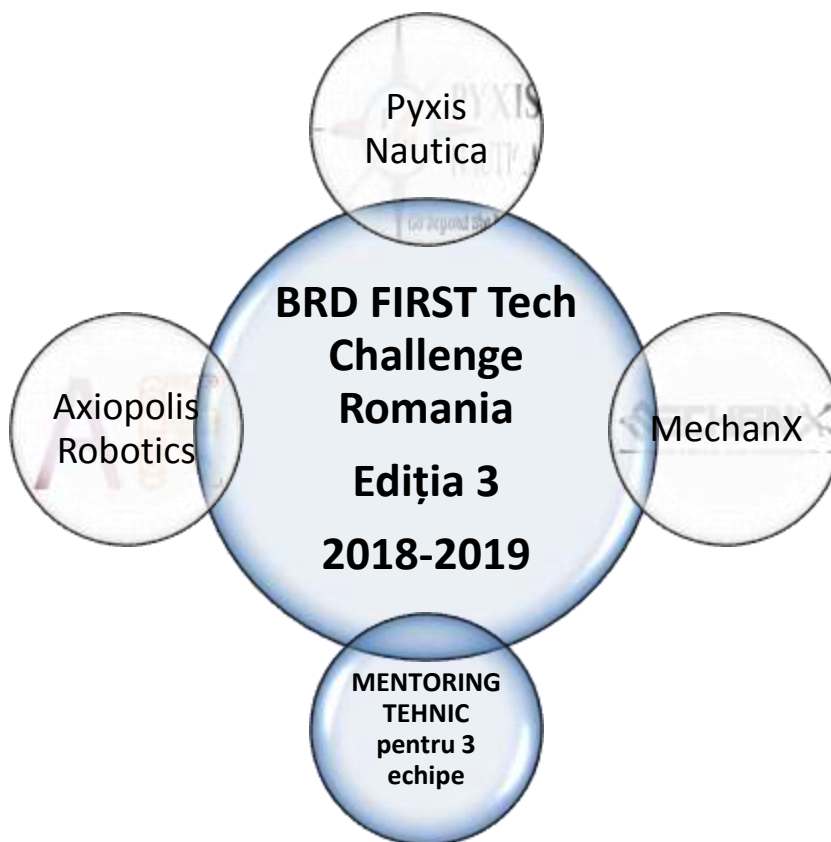 Pyxis
Nautica
BRD FIRST Tech
Challenge
Romania
Ediția 3
2018-2019
Axiopolis
Robotics
MechanX
MENTORING
TEHNIC
pentru 3
echipe